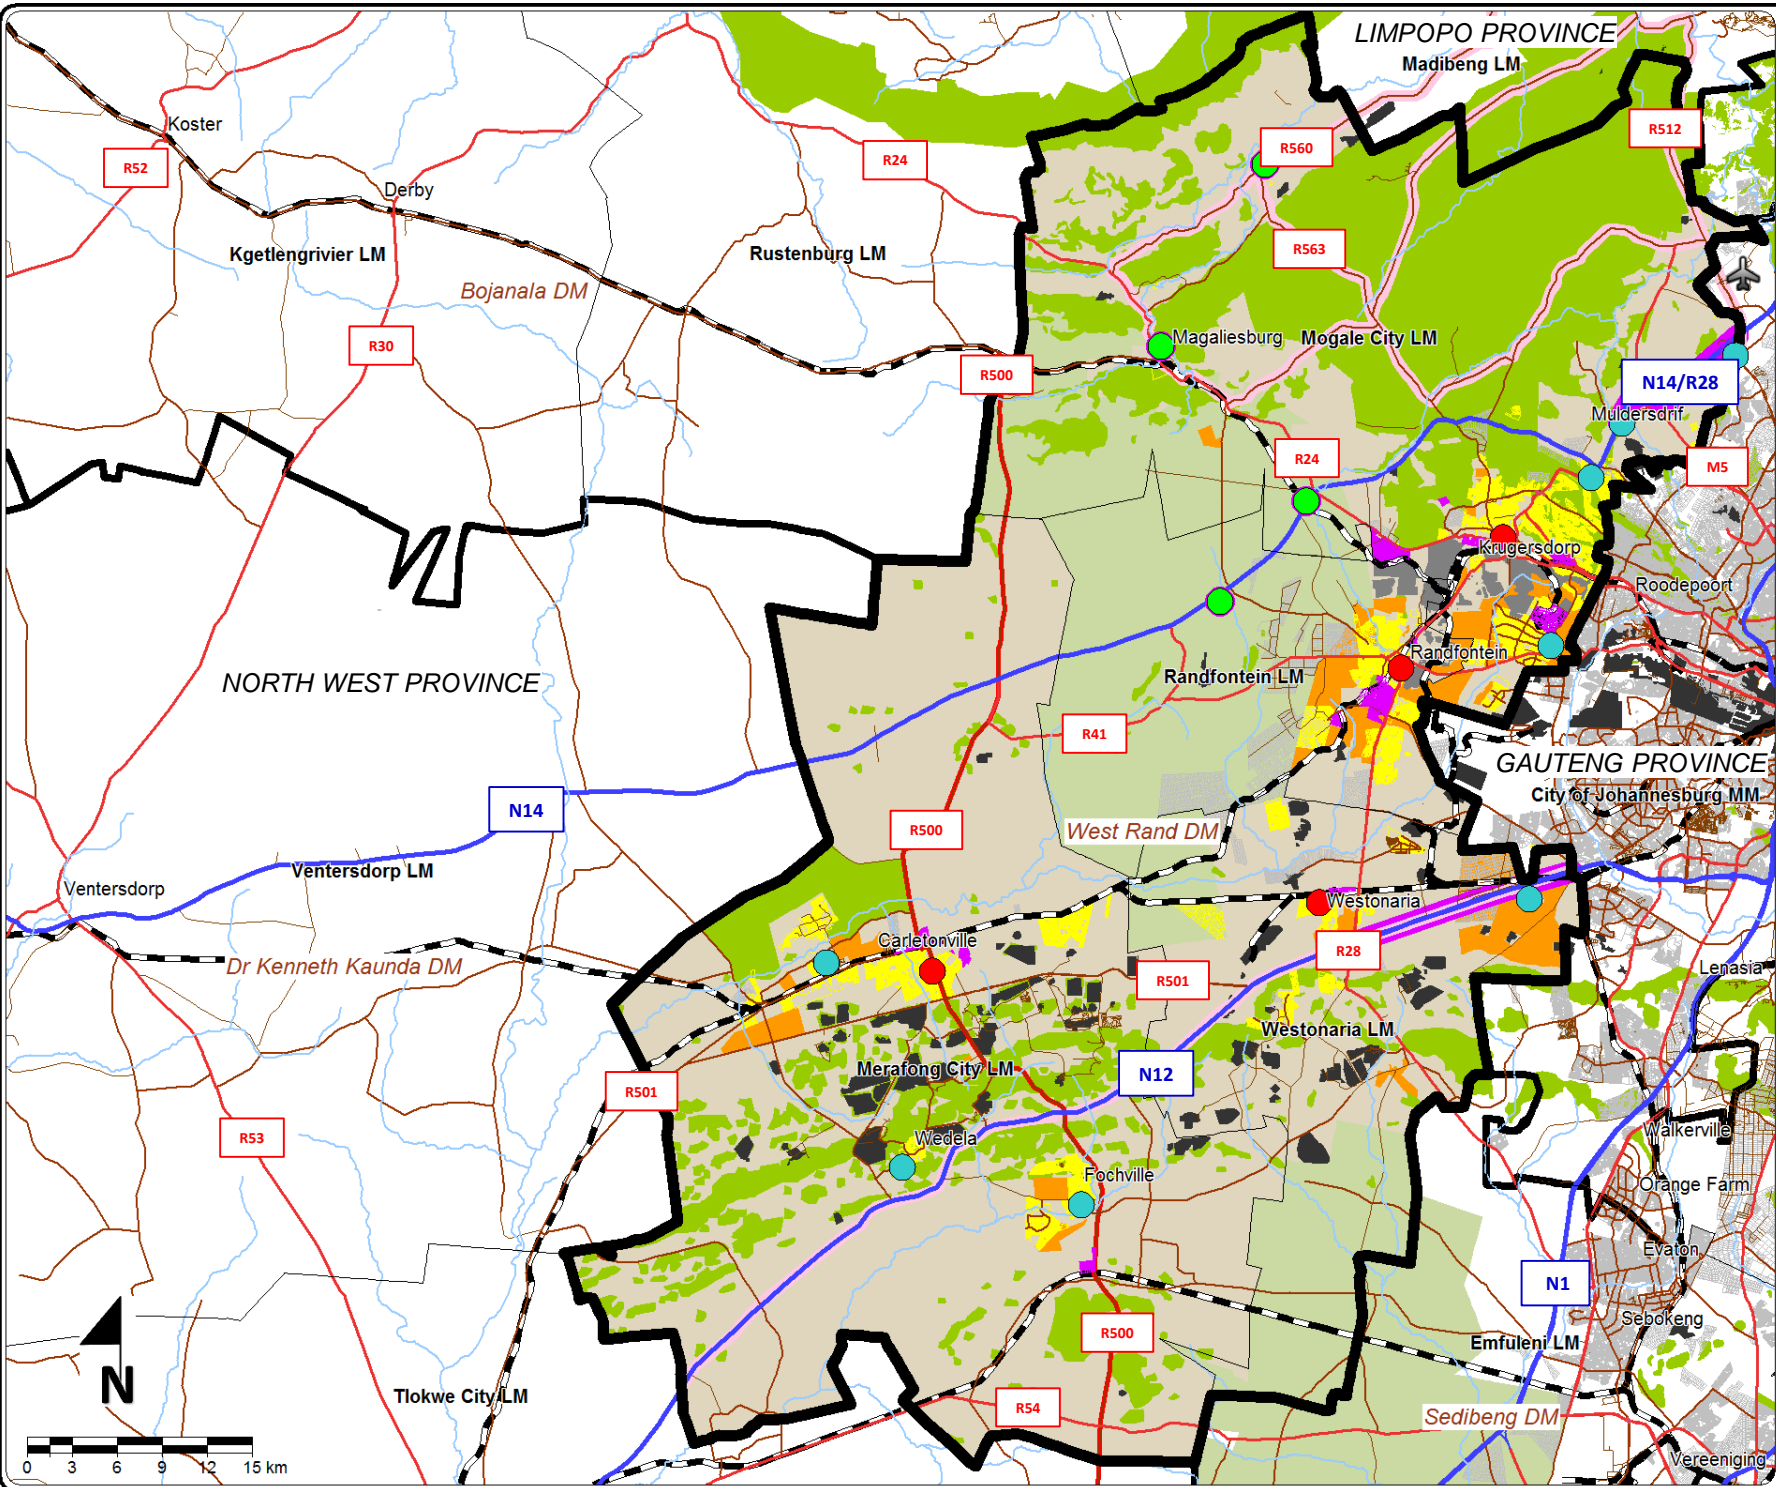 LIMPOPO PROVINCE
Madibeng LM
Koster
R512
R560
R52
R24
Derby
R563
Kgetlengrivier LM
Rustenburg LM
Bojanala DM
Magaliesburg
Mogale City LM
R30
R500
N14/R28
Muldersdrif
R24
M5
Krugersdorp
Roodepoort
Randfontein
NORTH WEST PROVINCE
Randfontein LM
R41
GAUTENG PROVINCE
City of Johannesburg MM
N14
R500
West Rand DM
Ventersdorp LM
Ventersdorp
Westonaria
Carletonville
R28
Dr Kenneth Kaunda DM
Lenasia
R501
Westonaria LM
Merafong City LM
N12
R501
R53
Wedela
Walkerville
Fochville
Orange Farm
Evaton
N1
Sebokeng
R500
Emfuleni LM
N
Tlokwe City LM
R54
Sedibeng DM
Vereeniging
0 3 6 9 12 15 km